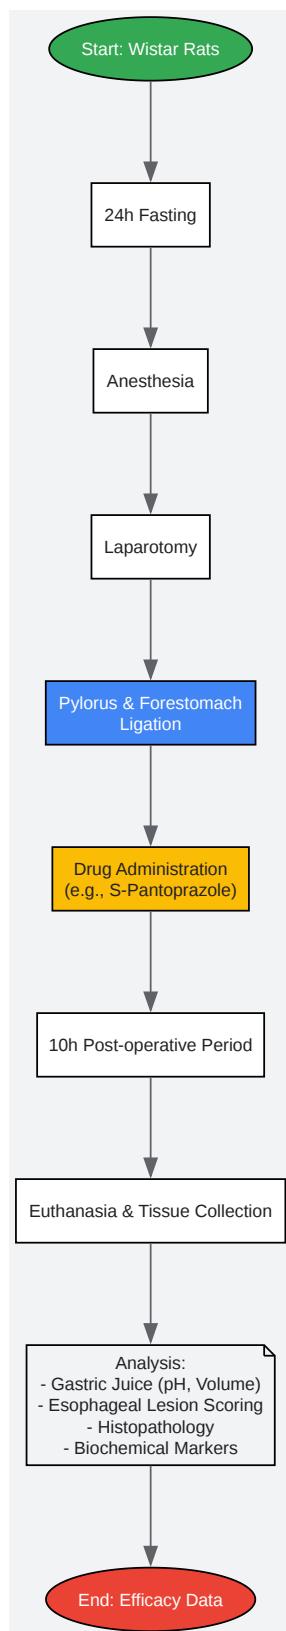 Start: Wistar Rats
24h Fasting
Anesthesia
Laparotomy
Pylorus & Forestomach
Ligation
Drug Administration
(e.g., S-Pantoprazole)
10h Post-operative Period
Euthanasia & Tissue Collection
Analysis:
- Gastric Juice (pH, Volume)
- Esophageal Lesion Scoring
- Histopathology
- Biochemical Markers
End: Efficacy Data